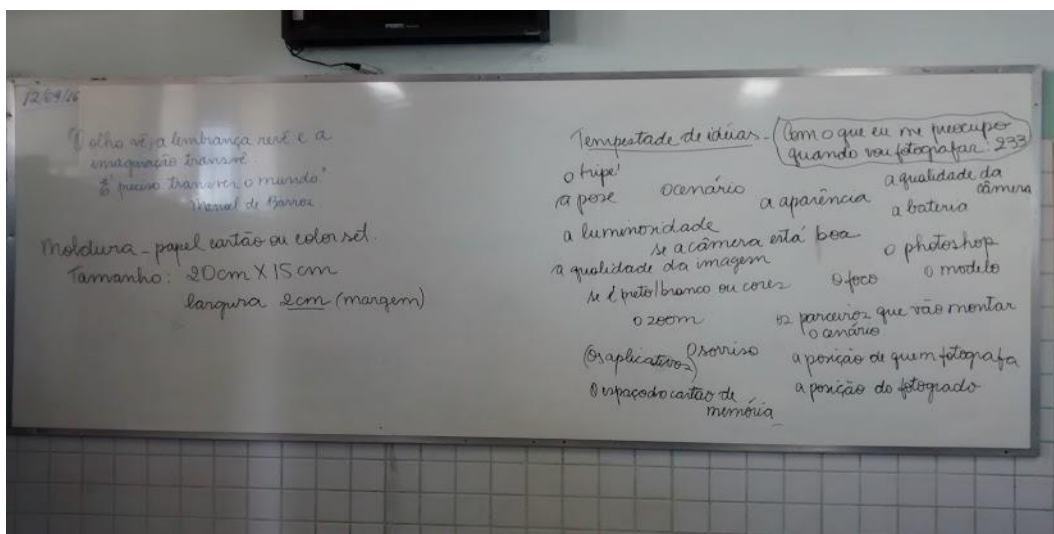 12/09/16
"O olho vê, a lembrança revê e a
imaginação transvê.
É preciso transver o mundo."
Manoel de Barros
Moldura - papel cartão ou color set.
Tamanho: 20cm X 15cm
largura 2cm (margem)
Tempestade de idéias - Com o que eu me preocupo
quando vou fotografar: 233
o tripé
a pose
o cenário
a aparência
a qualidade da
câmera
a bateria
a luminosidade
se a câmera está boa
o photoshop
a qualidade da imagem
o modelo
se é preto/branco ou cores
o foco
o zoom
os parceiros que vão montar
o cenário
(Os aplicativos)
O sorriso
a posição de quem fotografa
O espaço do cartão de
memória
a posição do fotogrado